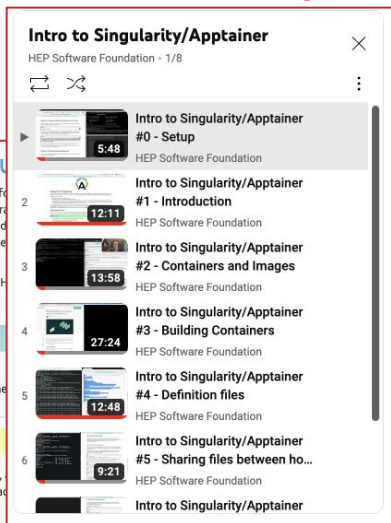 Intro to Singularity/Apptainer
HEP Software Foundation - 1/8
Intro to Singularity/Apptainer
#0 - Setup
HEP Software Foundation
5:48
2
Intro to Singularity/Apptainer
#1 - Introduction
HEP Software Foundation
12:11
3
Intro to Singularity/Apptainer
#2 - Containers and Images
HEP Software Foundation
13:58
4
Intro to Singularity/Apptainer
#3 - Building Containers
HEP Software Foundation
27:24
5
Intro to Singularity/Apptainer
#4 - Definition files
HEP Software Foundation
12:48
6
Intro to Singularity/Apptainer
#5 - Sharing files between ho...
HEP Software Foundation
9:21
Intro to Singularity/Apptainer